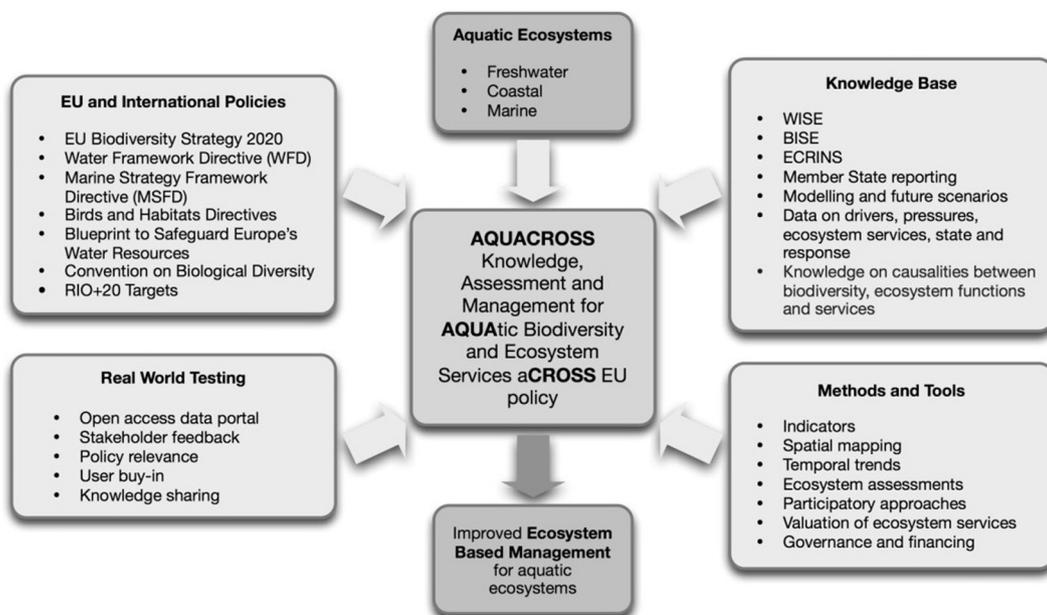 Aquatic Ecosystems
• Freshwater
• Coastal
• Marine
EU and International Policies
• EU Biodiversity Strategy 2020
• Water Framework Directive (WFD)
• Marine Strategy Framework
Directive (MSFD)
• Birds and Habitats Directives
• Blueprint to Safeguard Europe's
Water Resources
• Convention on Biological Diversity
• RIO+20 Targets
Knowledge Base
• WISE
• BISE
• ECRINS
• Member State reporting
• Modelling and future scenarios
• Data on drivers, pressures,
ecosystem services, state and
response
• Knowledge on causalities between
biodiversity, ecosystem functions
and services
AQUACROSS
Knowledge,
Assessment and
Management for
AQUAtic Biodiversity
and Ecosystem
Services aCROSS EU
policy
Real World Testing
• Open access data portal
• Stakeholder feedback
• Policy relevance
• User buy-in
• Knowledge sharing
Methods and Tools
• Indicators
• Spatial mapping
• Temporal trends
• Ecosystem assessments
• Participatory approaches
• Valuation of ecosystem services
• Governance and financing
Improved Ecosystem
Based Management
for aquatic
ecosystems